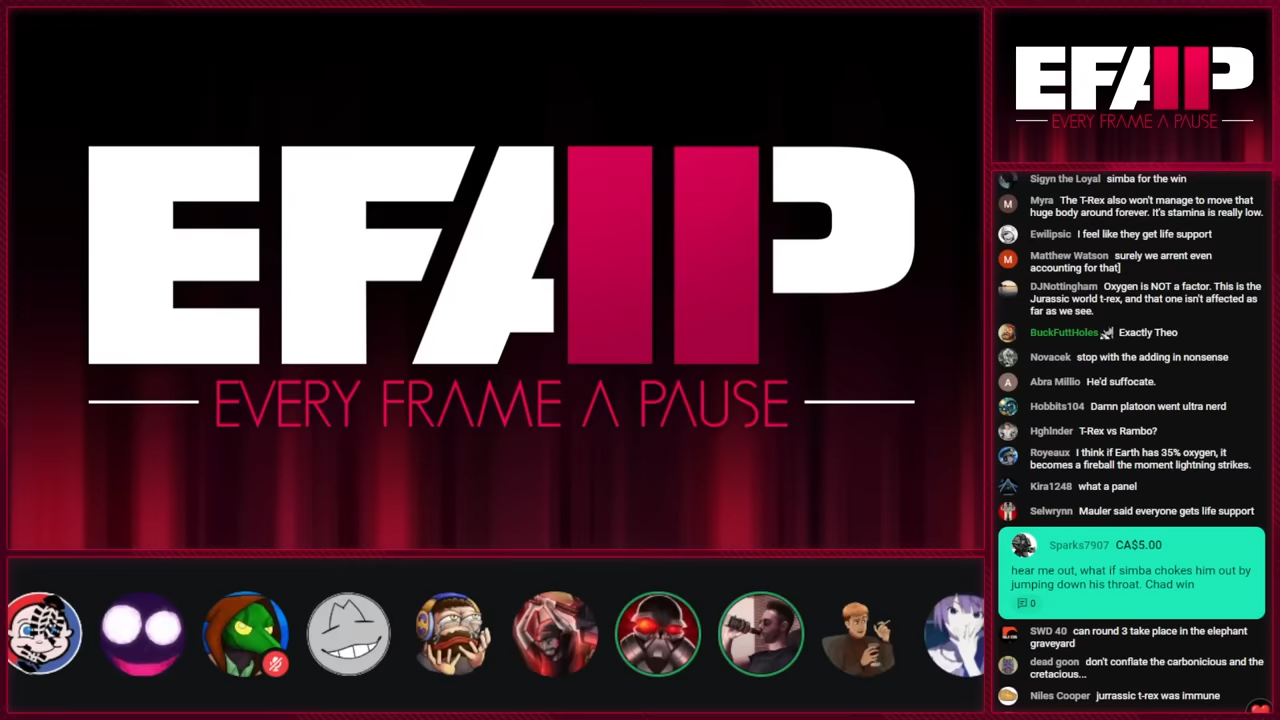 EFAP
EVERY FRAME A PAUSE
EFAP
EVERY FRAME A PAUSE
Sigyn the Loyal simba for the win
Myra The T-Rex also won't manage to move that
huge body around forever. It's stamina is really low.
Ewilipsic I feel like they get life support
Matthew Watson surely we arrent even
accounting for that]
DJNottingham Oxygen is NOT a factor. This is the
Jurassic world t-rex, and that one isn't affected as
far as we see.
BuckFuttHoles Exactly Theo
Novacek stop with the adding in nonsense
Abra Millio He'd suffocate.
Hobbits104 Damn platoon went ultra nerd
Hghlnder T-Rex vs Rambo?
Royeaux I think if Earth has 35% oxygen, it
becomes a fireball the moment lightning strikes.
Kira1248 what a panel
Selwrynn Mauler said everyone gets life support
Sparks7907 CA$5.00
hear me out, what if simba chokes him out by
jumping down his throat. Chad win
0
SWD 40 can round 3 take place in the elephant
graveyard
dead goon don't conflate the carbonicious and the
cretacious...
Niles Cooper jurrassic t-rex was immune
M
M
A